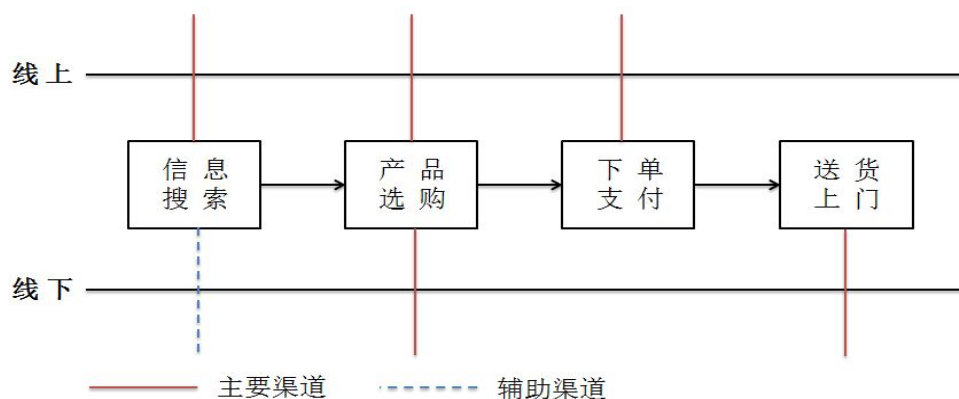 线上
信息
搜索
产品
选购
下单
支付
送货
上门
线下
主要渠道
辅助渠道